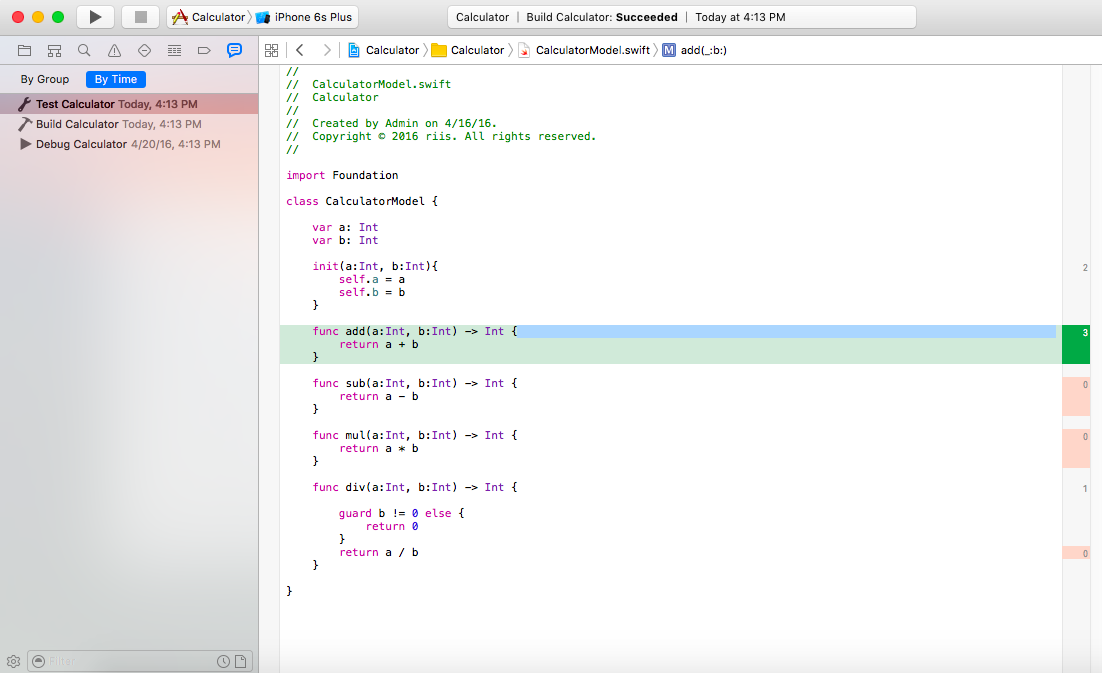 Calculator iPhone 6s Plus
Calculator | Build Calculator: Succeeded | Today at 4:13 PM
Calculator Calculator CalculatorModel.swift M add(_:b:)
By Group By Time
Test Calculator Today, 4:13 PM
Build Calculator Today, 4:13 PM
Debug Calculator 4/20/16, 4:13 PM
//
//  CalculatorModel.swift
//  Calculator
//
//  Created by Admin on 4/16/16.
//  Copyright © 2016 riis. All rights reserved.
//
import Foundation
class CalculatorModel {
    var a: Int
    var b: Int
    init(a:Int, b:Int){ 2
        self.a = a
        self.b = b
    }
    func add(a:Int, b:Int) -> Int { 3
        return a + b
    }
    func sub(a:Int, b:Int) -> Int { 0
        return a - b
    }
    func mul(a:Int, b:Int) -> Int { 0
        return a * b
    }
    func div(a:Int, b:Int) -> Int { 1
        guard b != 0 else {
            return 0
        }
        return a / b 0
    }
}
Filter